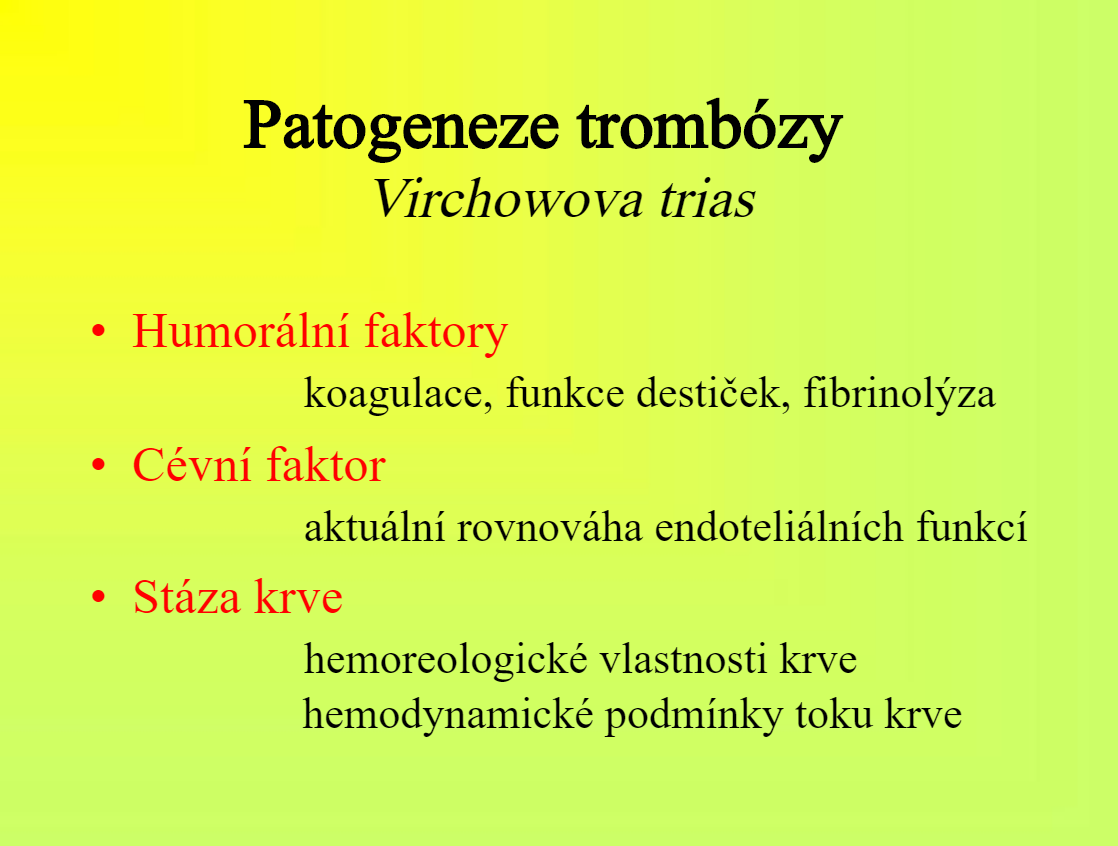 Patogeneze trombózy
Virchowova trias
• Humorální faktory
koagulace, funkce destiček, fibrinolýza
• Cévní faktor
aktuální rovnováha endoteliálních funkcí
• Stáza krve
hemoreologické vlastnosti krve
hemodynamické podmínky toku krve